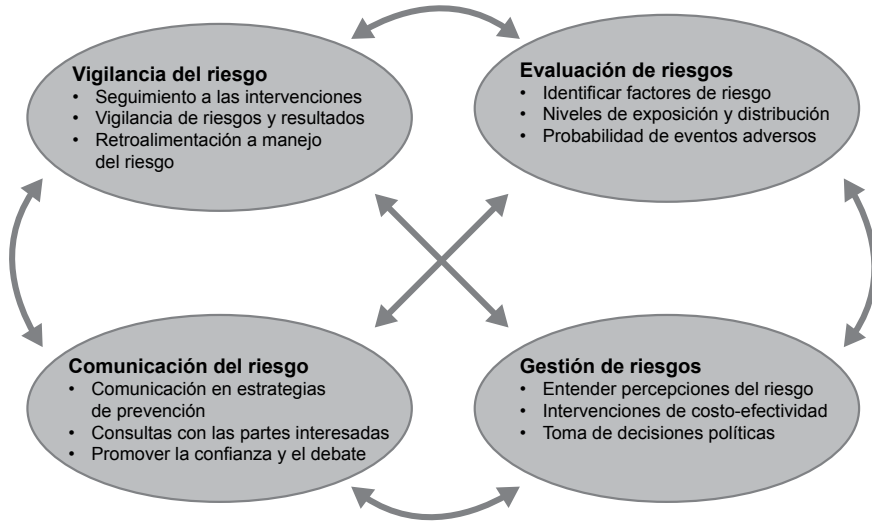 Vigilancia del riesgo
• Seguimiento a las intervenciones
• Vigilancia de riesgos y resultados
• Retroalimentación a manejo
del riesgo
Evaluación de riesgos
• Identificar factores de riesgo
• Niveles de exposición y distribución
• Probabilidad de eventos adversos
Comunicación del riesgo
• Comunicación en estrategias
de prevención
• Consultas con las partes interesadas
• Promover la confianza y el debate
Gestión de riesgos
• Entender percepciones del riesgo
• Intervenciones de costo-efectividad
• Toma de decisiones políticas